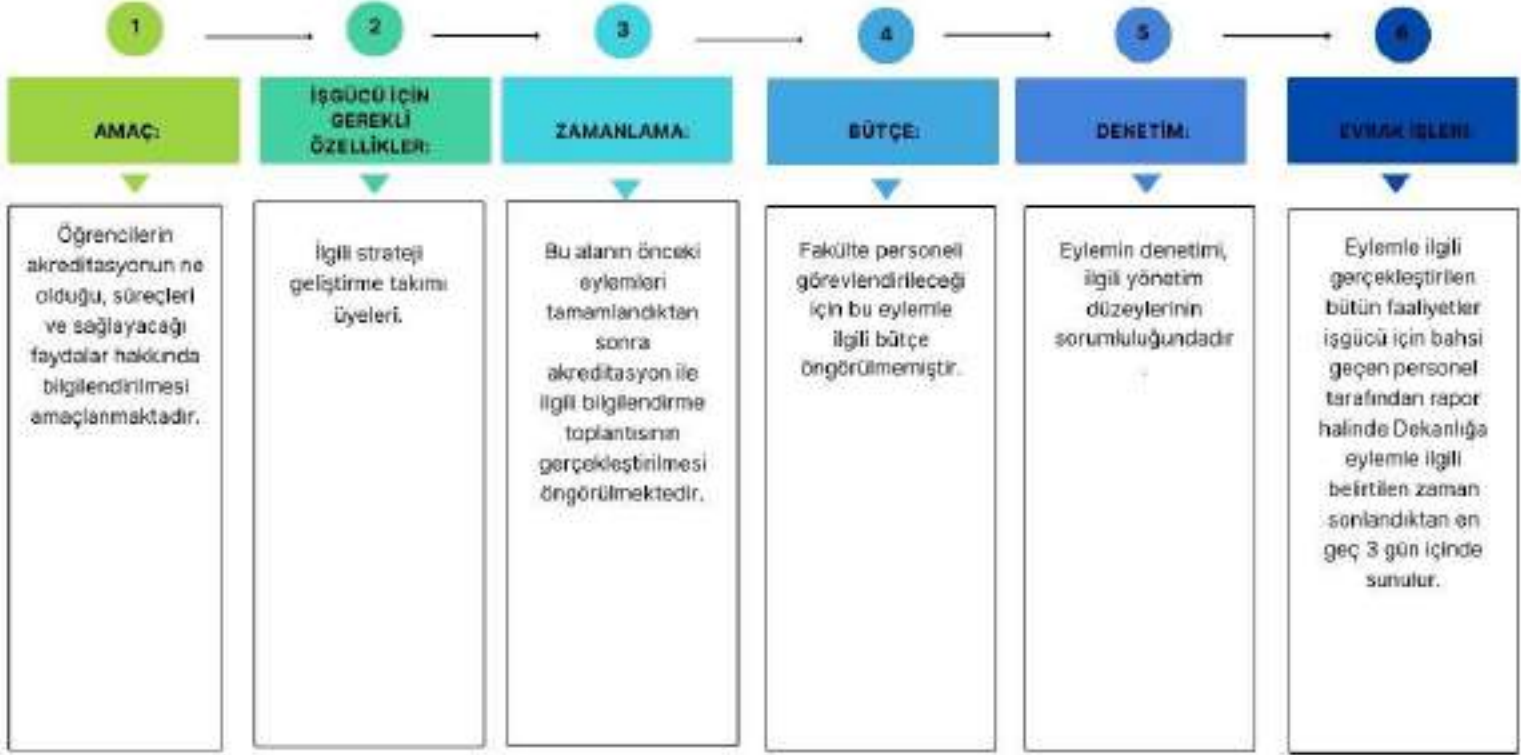 1
2
3
4
5
6
AMAÇ:
İŞGÜCÜ İÇİN
GEREKLİ
ÖZELLİKLER:
ZAMANLAMA:
BÜTÇE:
DENETİM:
EVRAK İŞLERİ:
Öğrencilerin
akreditasyonun ne
olduğu, süreçleri
ve sağlayacağı
faydalar hakkında
bilgilendirilmesi
amaçlanmaktadır.
İlgili strateji
geliştirme takımı
üyeleri.
Bu alanın önceki
eylemleri
tamamlandıktan
sonra
akreditasyon ile
ilgili bilgilendirme
toplantısının
gerçekleştirilmesi
öngörülmektedir.
Fakülte personeli
görevlendirileceği
için bu eylemle
ilgili bütçe
öngörülmemiştir.
Eylemin denetimi,
ilgili yönetim
düzeylerinin
sorumluluğundadır
.
Eylemle ilgili
gerçekleştirilen
bütün faaliyetler
işgücü için bahsi
geçen personel
tarafından rapor
halinde Dekanlığa
eylemle ilgili
belirtilen zaman
sonlandıktan en
geç 3 gün içinde
sunulur.